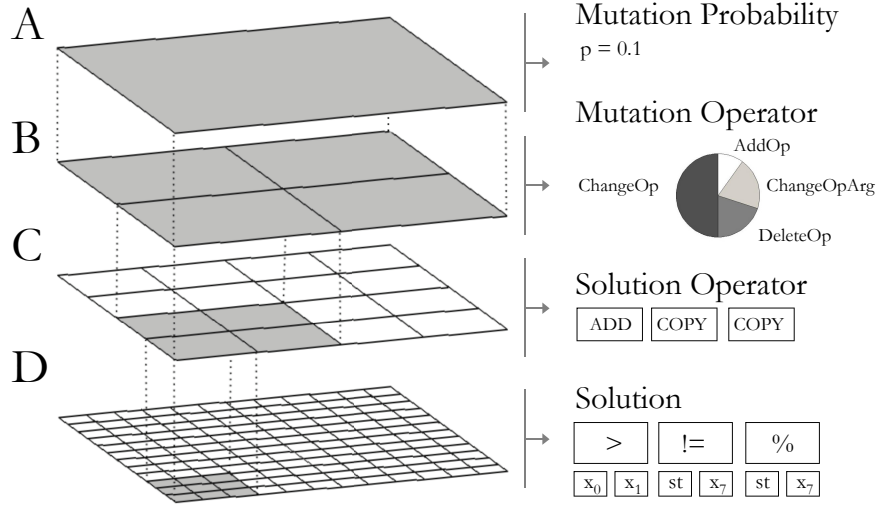 A
Mutation Probability
p = 0.1
B
Mutation Operator
AddOp
ChangeOp
ChangeOpArg
DeleteOp
C
Solution Operator
ADD COPY COPY
D
Solution
> != %
x₀ x₁ st x₇ st x₇